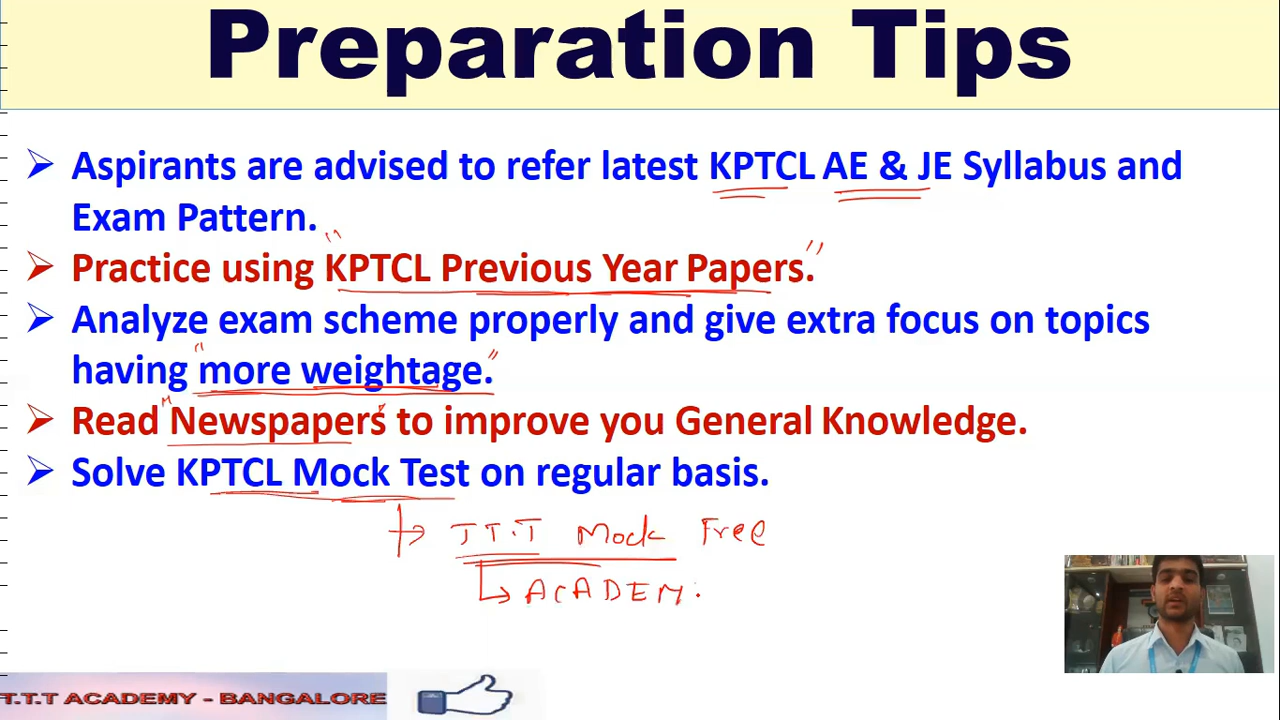 Preparation Tips
Aspirants are advised to refer latest KPTCL AE & JE Syllabus and
Exam Pattern.
Practice using "KPTCL Previous Year Papers."
Analyze exam scheme properly and give extra focus on topics
having "more weightage."
Read "Newspapers" to improve you General Knowledge.
Solve KPTCL Mock Test on regular basis.
T T.T Mock Free
ACADEM
T.T.T ACADEMY - BANGALORE